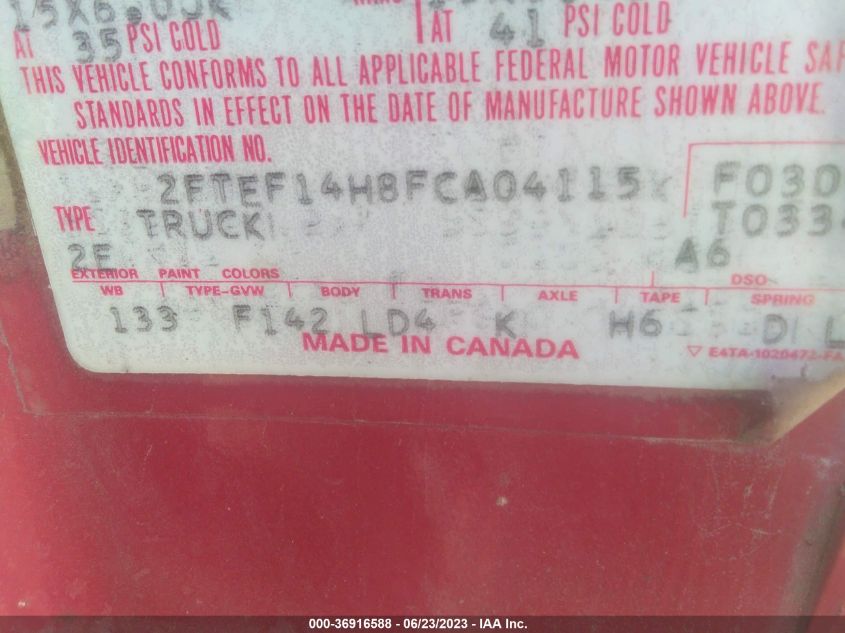 15X6.0JK
AT 35 PSI COLD AT 41 PSI COLD
THIS VEHICLE CONFORMS TO ALL APPLICABLE FEDERAL MOTOR VEHICLE SAF
STANDARDS IN EFFECT ON THE DATE OF MANUFACTURE SHOWN ABOVE.
VEHICLE IDENTIFICATION NO.
2FTEF14H8FCA04115 F030
TYPE TRUCK T033
2E A6
EXTERIOR PAINT COLORS DSO
WB TYPE-GVW BODY TRANS AXLE TAPE SPRING
133 F142 LD4 K H6 D L
MADE IN CANADA ▽ E4TA-1020472-FA
000-36916588 - 06/23/2023 - IAA Inc.